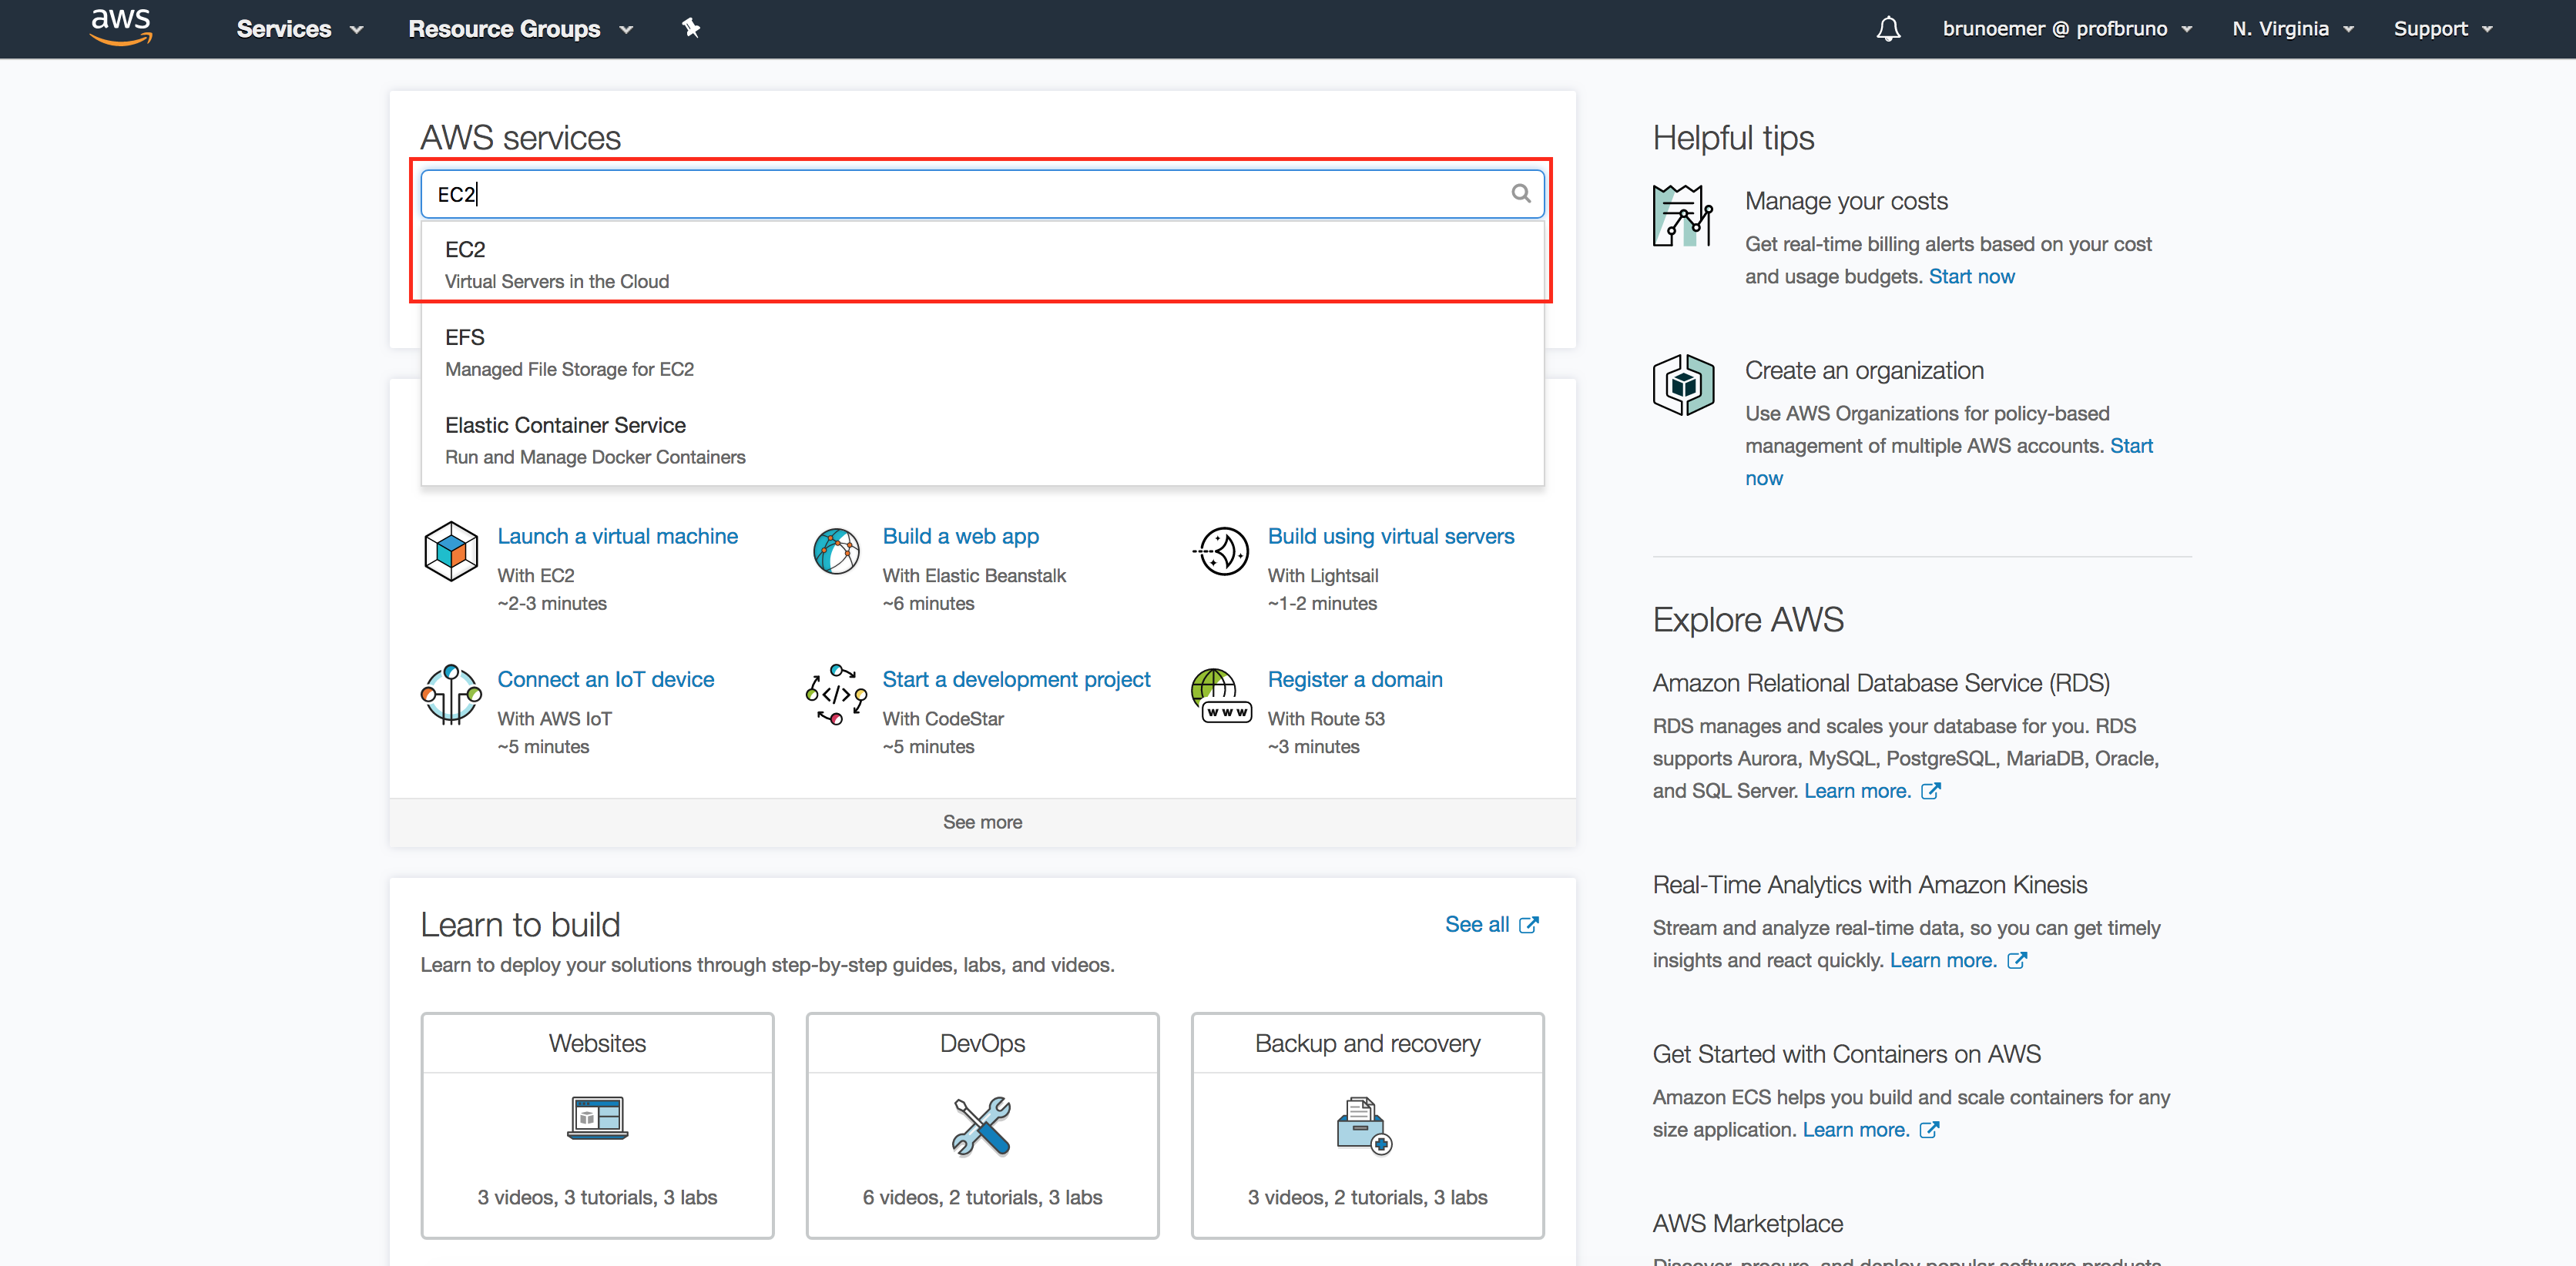 aws
Services
Resource Groups
brunoemer @ profbruno
N. Virginia
Support
AWS services
EC2
EC2
Virtual Servers in the Cloud
EFS
Managed File Storage for EC2
Elastic Container Service
Run and Manage Docker Containers
Launch a virtual machine
With EC2
~2-3 minutes
Build a web app
With Elastic Beanstalk
~6 minutes
Build using virtual servers
With Lightsail
~1-2 minutes
Connect an IoT device
With AWS IoT
~5 minutes
Start a development project
With CodeStar
~5 minutes
Register a domain
With Route 53
~3 minutes
See more
Learn to build
See all
Learn to deploy your solutions through step-by-step guides, labs, and videos.
Websites
3 videos, 3 tutorials, 3 labs
DevOps
6 videos, 2 tutorials, 3 labs
Backup and recovery
3 videos, 2 tutorials, 3 labs
Helpful tips
Manage your costs
Get real-time billing alerts based on your cost
and usage budgets. Start now
Create an organization
Use AWS Organizations for policy-based
management of multiple AWS accounts. Start
now
Explore AWS
Amazon Relational Database Service (RDS)
RDS manages and scales your database for you. RDS
supports Aurora, MySQL, PostgreSQL, MariaDB, Oracle,
and SQL Server. Learn more.
Real-Time Analytics with Amazon Kinesis
Stream and analyze real-time data, so you can get timely
insights and react quickly. Learn more.
Get Started with Containers on AWS
Amazon ECS helps you build and scale containers for any
size application. Learn more.
AWS Marketplace
Discover, procure, and deploy popular software products